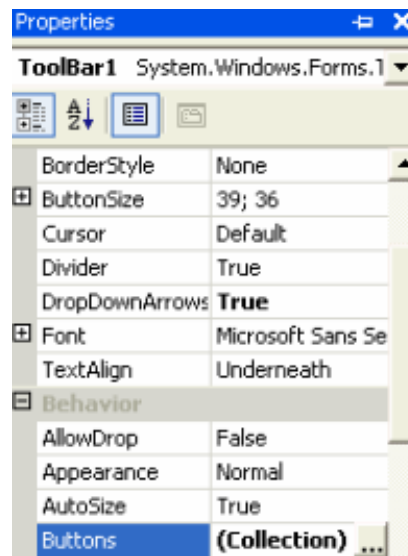 Properties
ToolBar1 System.Windows.Forms.T
BorderStyle None
ButtonSize 39; 36
Cursor Default
Divider True
DropDownArrows True
Font Microsoft Sans Se
TextAlign Underneath
Behavior
AllowDrop False
Appearance Normal
AutoSize True
Buttons (Collection) ...